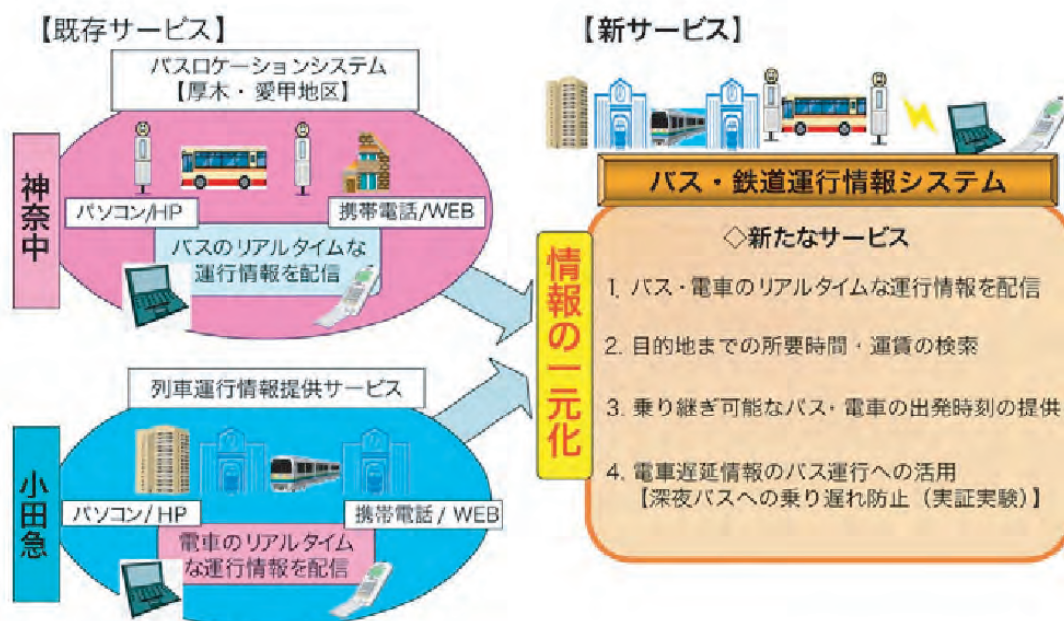 【既存サービス】
バスロケーションシステム
【厚木・愛甲地区】
神奈中
パソコン/HP
携帯電話/WEB
バスのリアルタイムな
運行情報を配信
列車運行情報提供サービス
小田急
パソコン/HP
携帯電話/ WEB
電車のリアルタイム
な運行情報を配信
情報の一元化
【新サービス】
バス・鉄道運行情報システム
◇新たなサービス
1. バス・電車のリアルタイムな運行情報を配信
2. 目的地までの所要時間・運賃の検索
3. 乗り継ぎ可能なバス・電車の出発時刻の提供
4. 電車遅延情報のバス運行への活用
【深夜バスへの乗り遅れ防止（実証実験）】